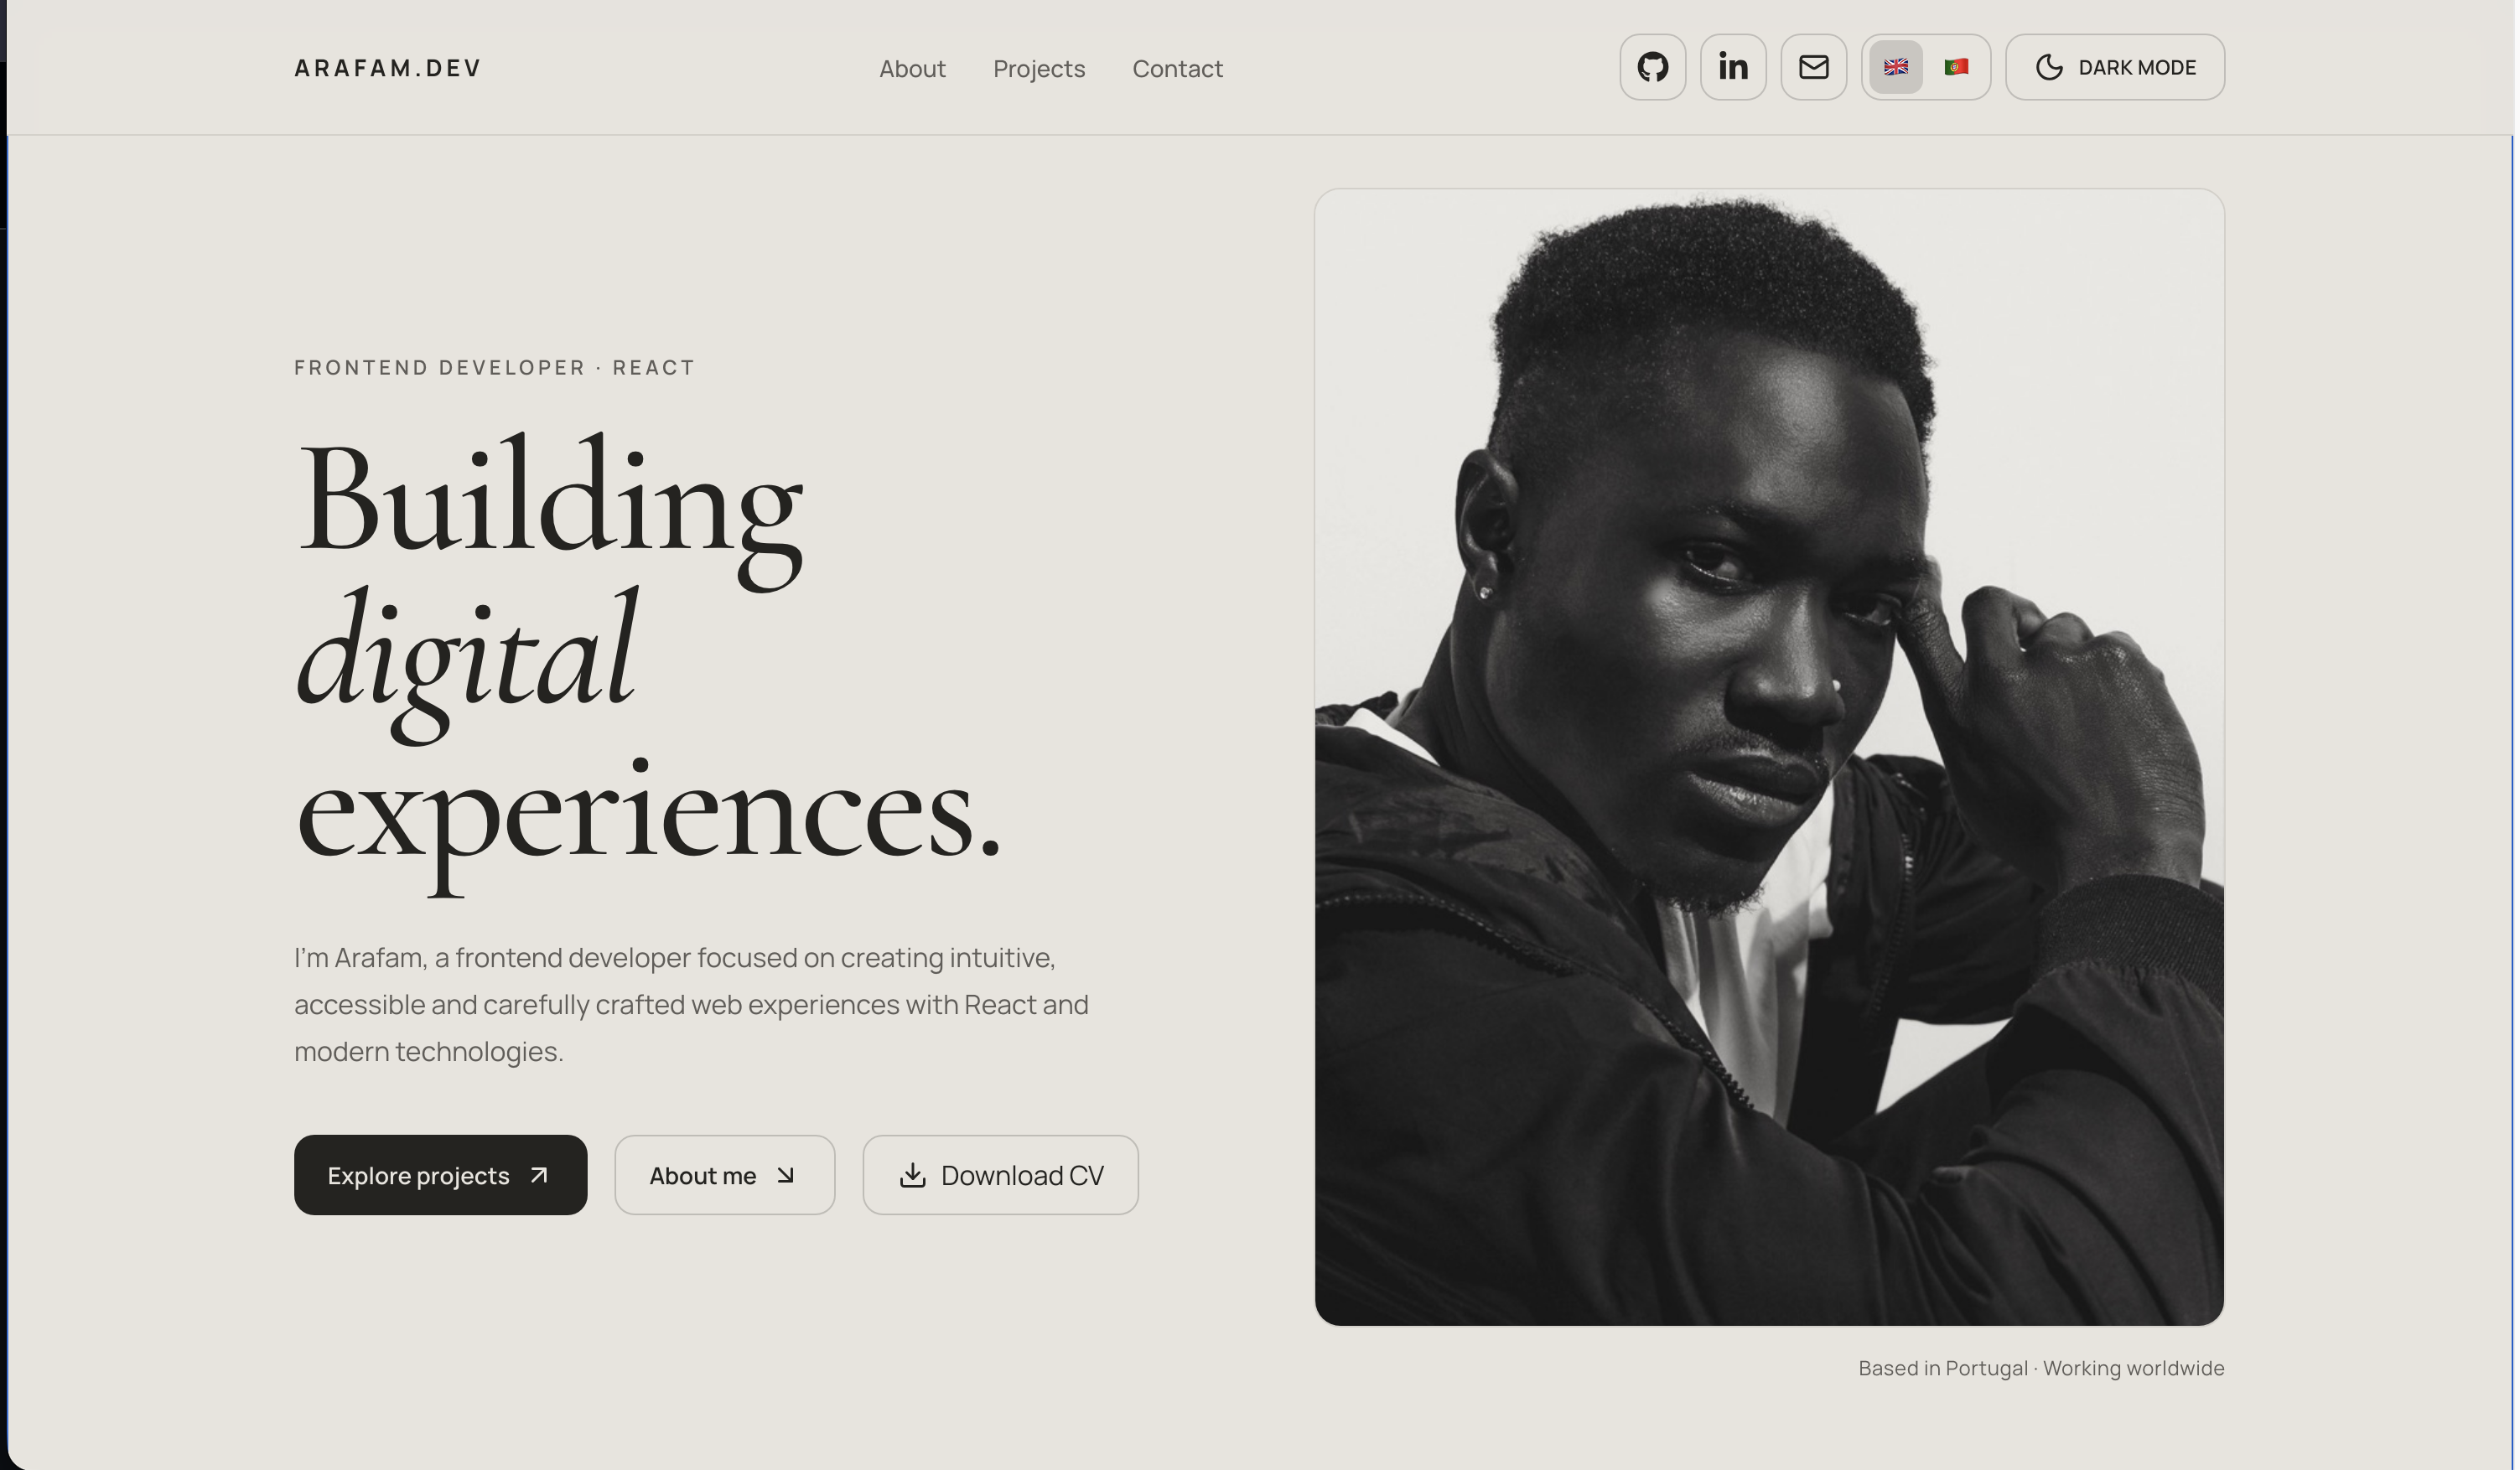 ARAFAM.DEV
About Projects Contact
DARK MODE
FRONTEND DEVELOPER · REACT
Building
digital
experiences.
I’m Arafam, a frontend developer focused on creating intuitive,
accessible and carefully crafted web experiences with React and
modern technologies.
Explore projects About me Download CV
Based in Portugal · Working worldwide